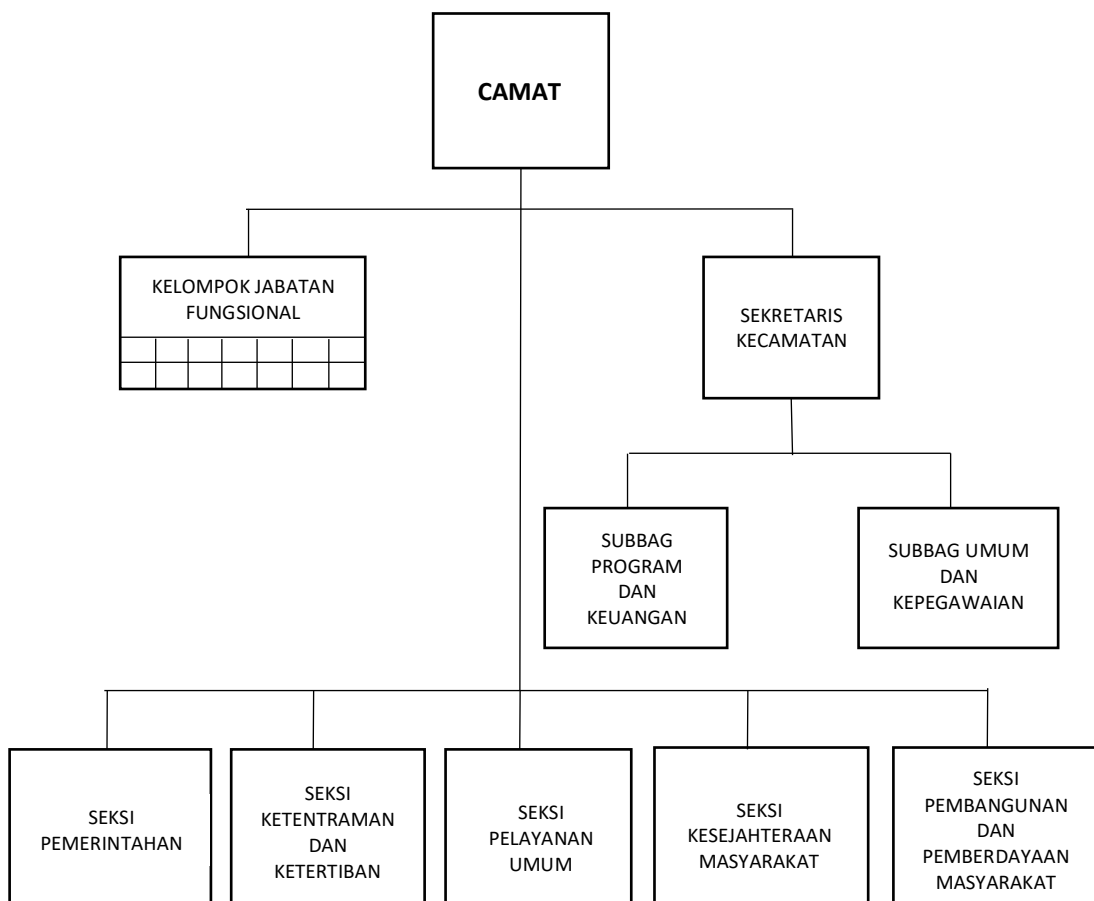 CAMAT
KELOMPOK JABATAN
FUNGSIONAL
SEKRETARIS
KECAMATAN
SUBBAG
PROGRAM
DAN
KEUANGAN
SUBBAG UMUM
DAN
KEPEGAWAIAN
SEKSI
PEMERINTAHAN
SEKSI
KETENTRAMAN
DAN
KETERTIBAN
SEKSI
PELAYANAN
UMUM
SEKSI
KESEJAHTERAAN
MASYARAKAT
SEKSI
PEMBANGUNAN
DAN
PEMBERDAYAAN
MASYARAKAT